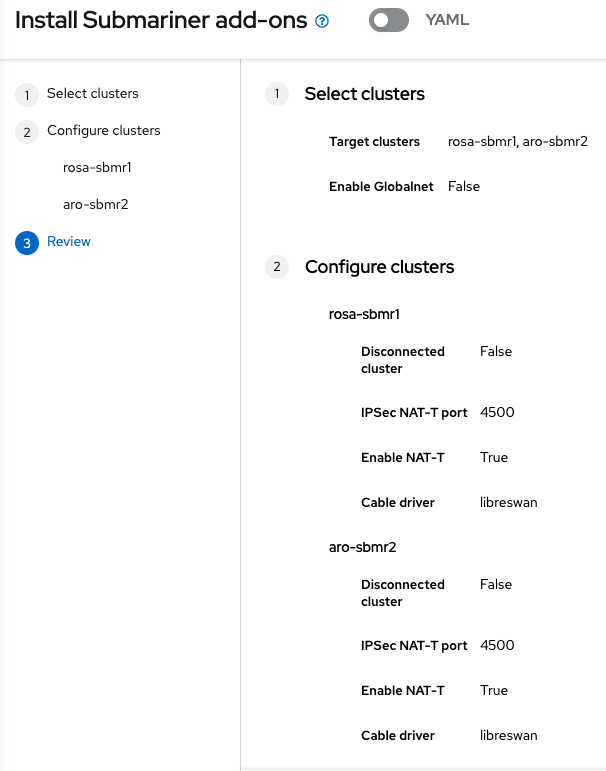 Install Submariner add-ons ? YAML
1 Select clusters
2 Configure clusters
rosa-sbmr1
aro-sbmr2
3 Review
1 Select clusters
Target clusters rosa-sbmr1, aro-sbmr2
Enable Globalnet False
2 Configure clusters
rosa-sbmr1
Disconnected False
cluster
IPSec NAT-T port 4500
Enable NAT-T True
Cable driver libreswan
aro-sbmr2
Disconnected False
cluster
IPSec NAT-T port 4500
Enable NAT-T True
Cable driver libreswan